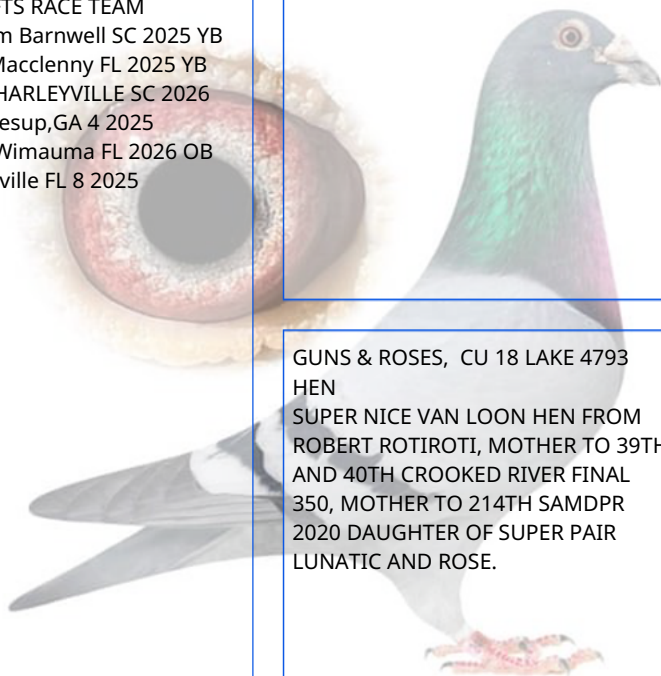 TS RACE TEAM
m Barnwell SC 2025 YB
Macclenny FL 2025 YB
HARLEYVILLE SC 2026
esup,GA 4 2025
Wimauma FL 2026 OB
ville FL 8 2025
GUNS & ROSES, CU 18 LAKE 4793
HEN
SUPER NICE VAN LOON HEN FROM
ROBERT ROTIROTI, MOTHER TO 39TH
AND 40TH CROOKED RIVER FINAL
350, MOTHER TO 214TH SAMDPR
2020 DAUGHTER OF SUPER PAIR
LUNATIC AND ROSE.